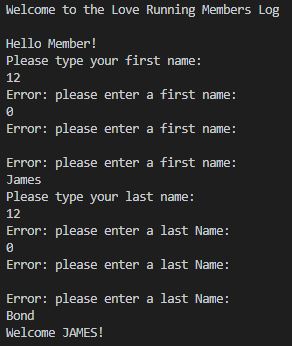 Welcome to the Love Running Members Log
Hello Member!
Please type your first name:
12
Error: please enter a first name:
0
Error: please enter a first name:
Error: please enter a first name:
James
Please type your last name:
12
Error: please enter a last Name:
0
Error: please enter a last Name:
Error: please enter a last Name:
Bond
Welcome JAMES!